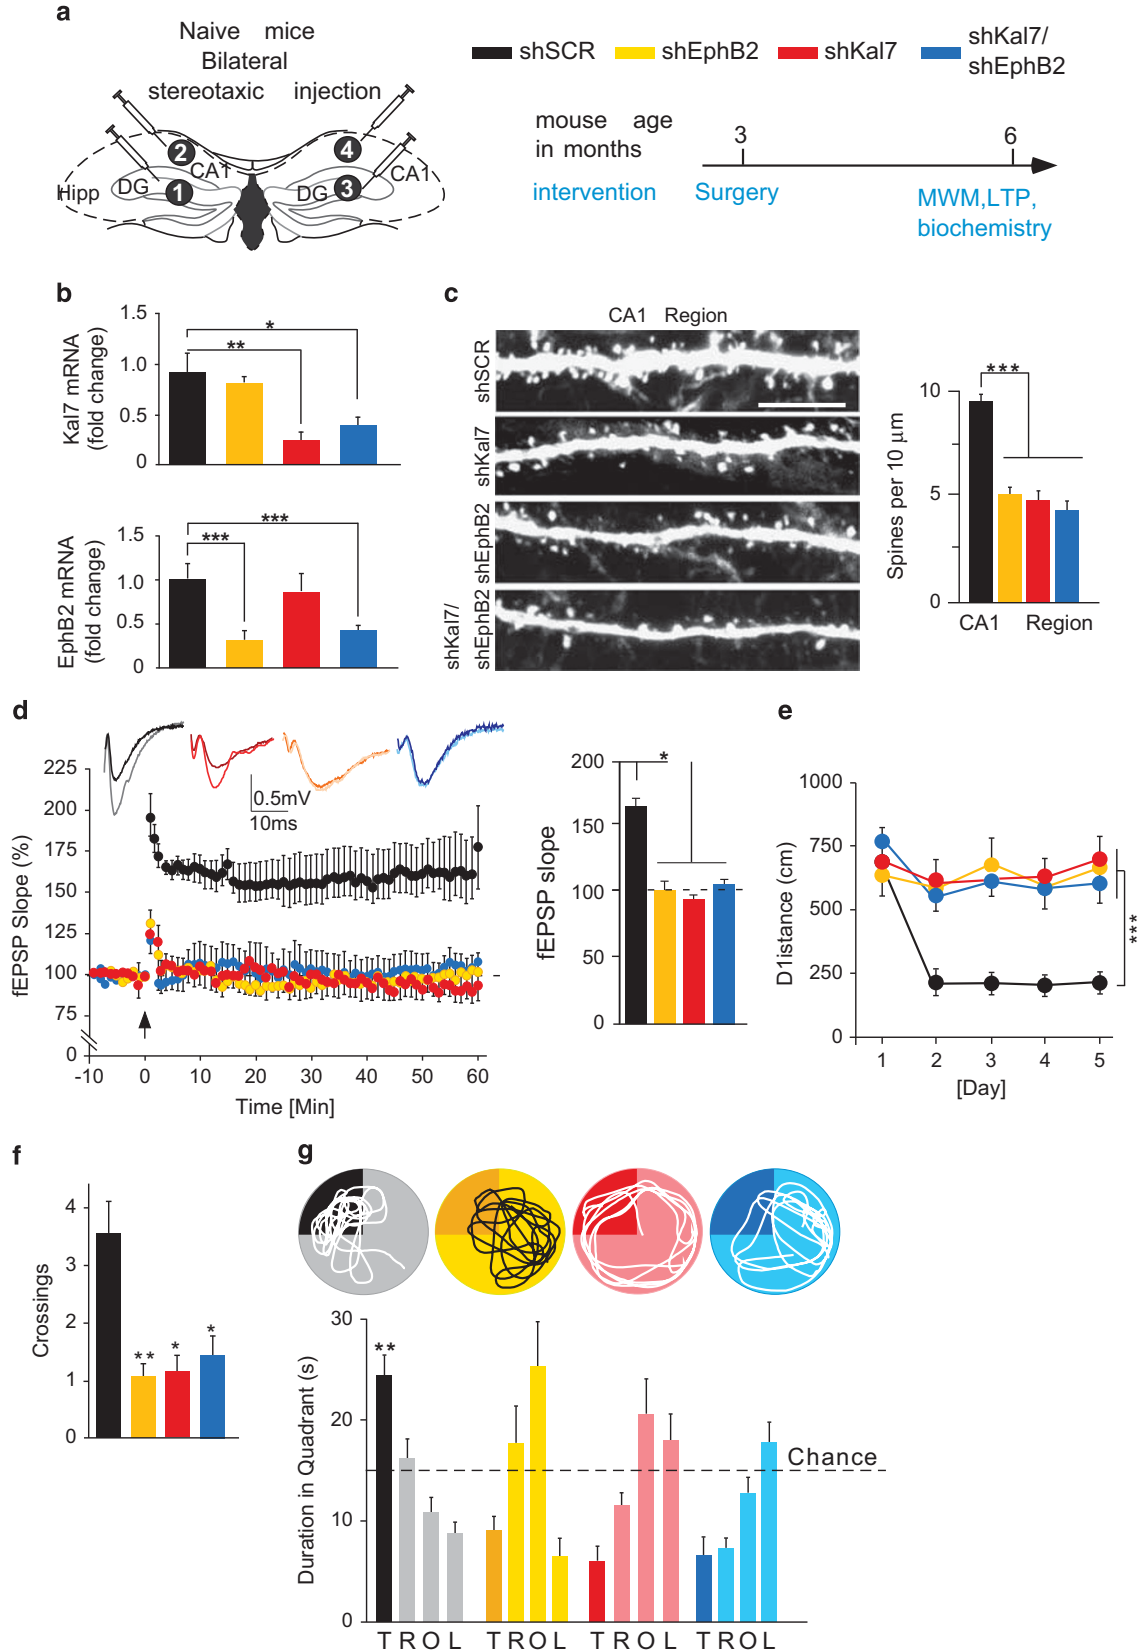 a
Naive mice
Bilateral
stereotaxic injection
2
4
CA1
CA1
Hipp
DG
1
DG
3
shSCR
shEphB2
shKal7
shKal7/
shEphB2
mouse age
in months
3
6
intervention
Surgery
MWM,LTP,
biochemistry
b
Kal7 mRNA
(fold change)
1.5
1.0
0.5
0
*
**
EphB2 mRNA
(fold change)
1.5
1.0
0.5
0
***
***
c
CA1 Region
shSCR
shKal7
shEphB2
shKal7/
shEphB2
Spines per 10 μm
10
5
0
***
CA1 Region
d
fEPSP Slope (%)
225
200
175
150
125
100
75
0
0.5mV
10ms
-10 0 10 20 30 40 50 60
Time [Min]
fEPSP slope
200
150
100
50
0
*
e
D1istance (cm)
1000
750
500
250
0
***
1 2 3 4 5
[Day]
f
Crossings
4
3
2
1
0
** * *
g
Duration in Quadrant (s)
30
20
10
0
**
Chance
T R O L T R O L T R O L T R O L